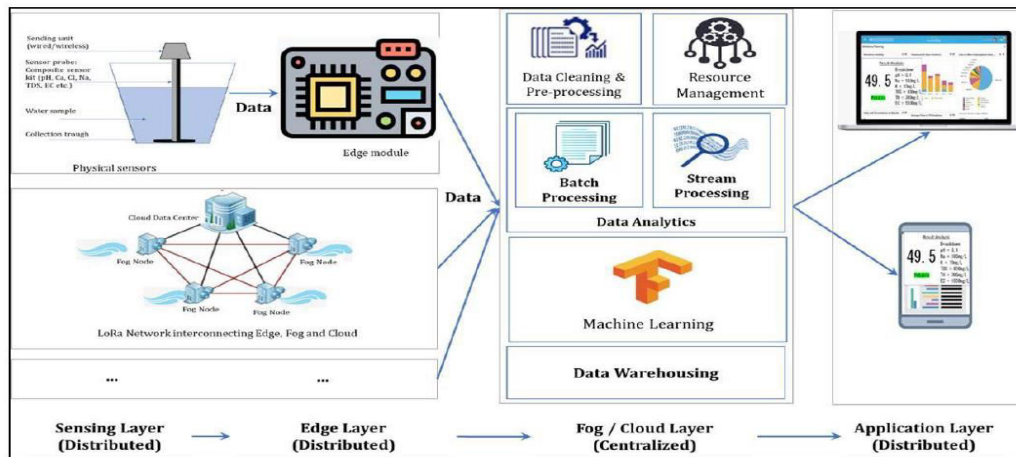 Sending unit
(wired/wireless)
Sensor probe:
Composite sensor
kit (pH, Ca, Cl, Na,
TDS, EC etc.)
Water sample
Collection trough
Physical sensors
Data
Edge module
Cloud Data Center
Fog Node
Fog Node
Fog Node
Fog Node
LoRa Network interconnecting Edge, Fog and Cloud
...
...
Data
Data Cleaning &
Pre-processing
Resource
Management
Batch
Processing
Stream
Processing
Data Analytics
Machine Learning
Data Warehousing
49.5
49.5
Sensing Layer
(Distributed)
Edge Layer
(Distributed)
Fog / Cloud Layer
(Centralized)
Application Layer
(Distributed)